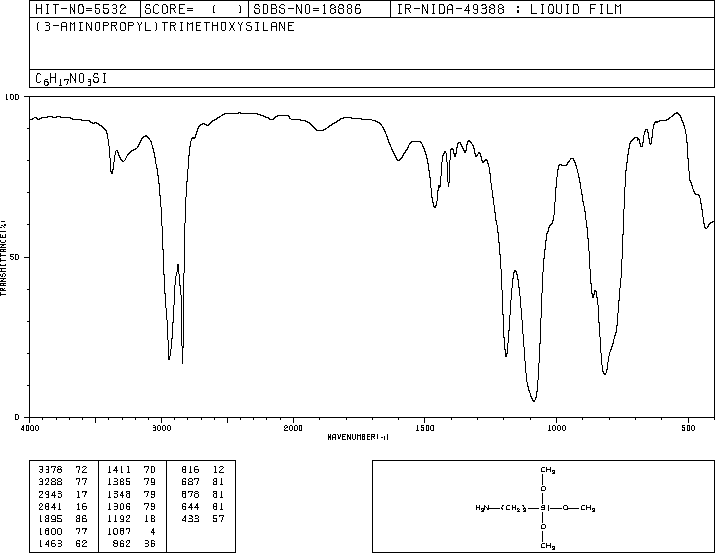 HIT-NO=5532 SCORE= ( ) SDBS-NO=18886 IR-NIDA-49388 : LIQUID FILM
(3-AMINOPROPYL)TRIMETHOXYSILANE
C6H17NO3SI
100
50
0
TRANSMITTANCE(%)
4000 3000 2000 1500 1000 500
WAVENUMBER(-1)
3378 72 1411 70 816 12
3288 77 1385 79 687 81
2943 17 1348 79 678 81
2841 16 1306 79 644 81
1895 86 1192 18 433 57
1600 77 1087 4
1463 62 862 36
CH3
O
H2N (CH2)3 SI O CH3
O
CH3